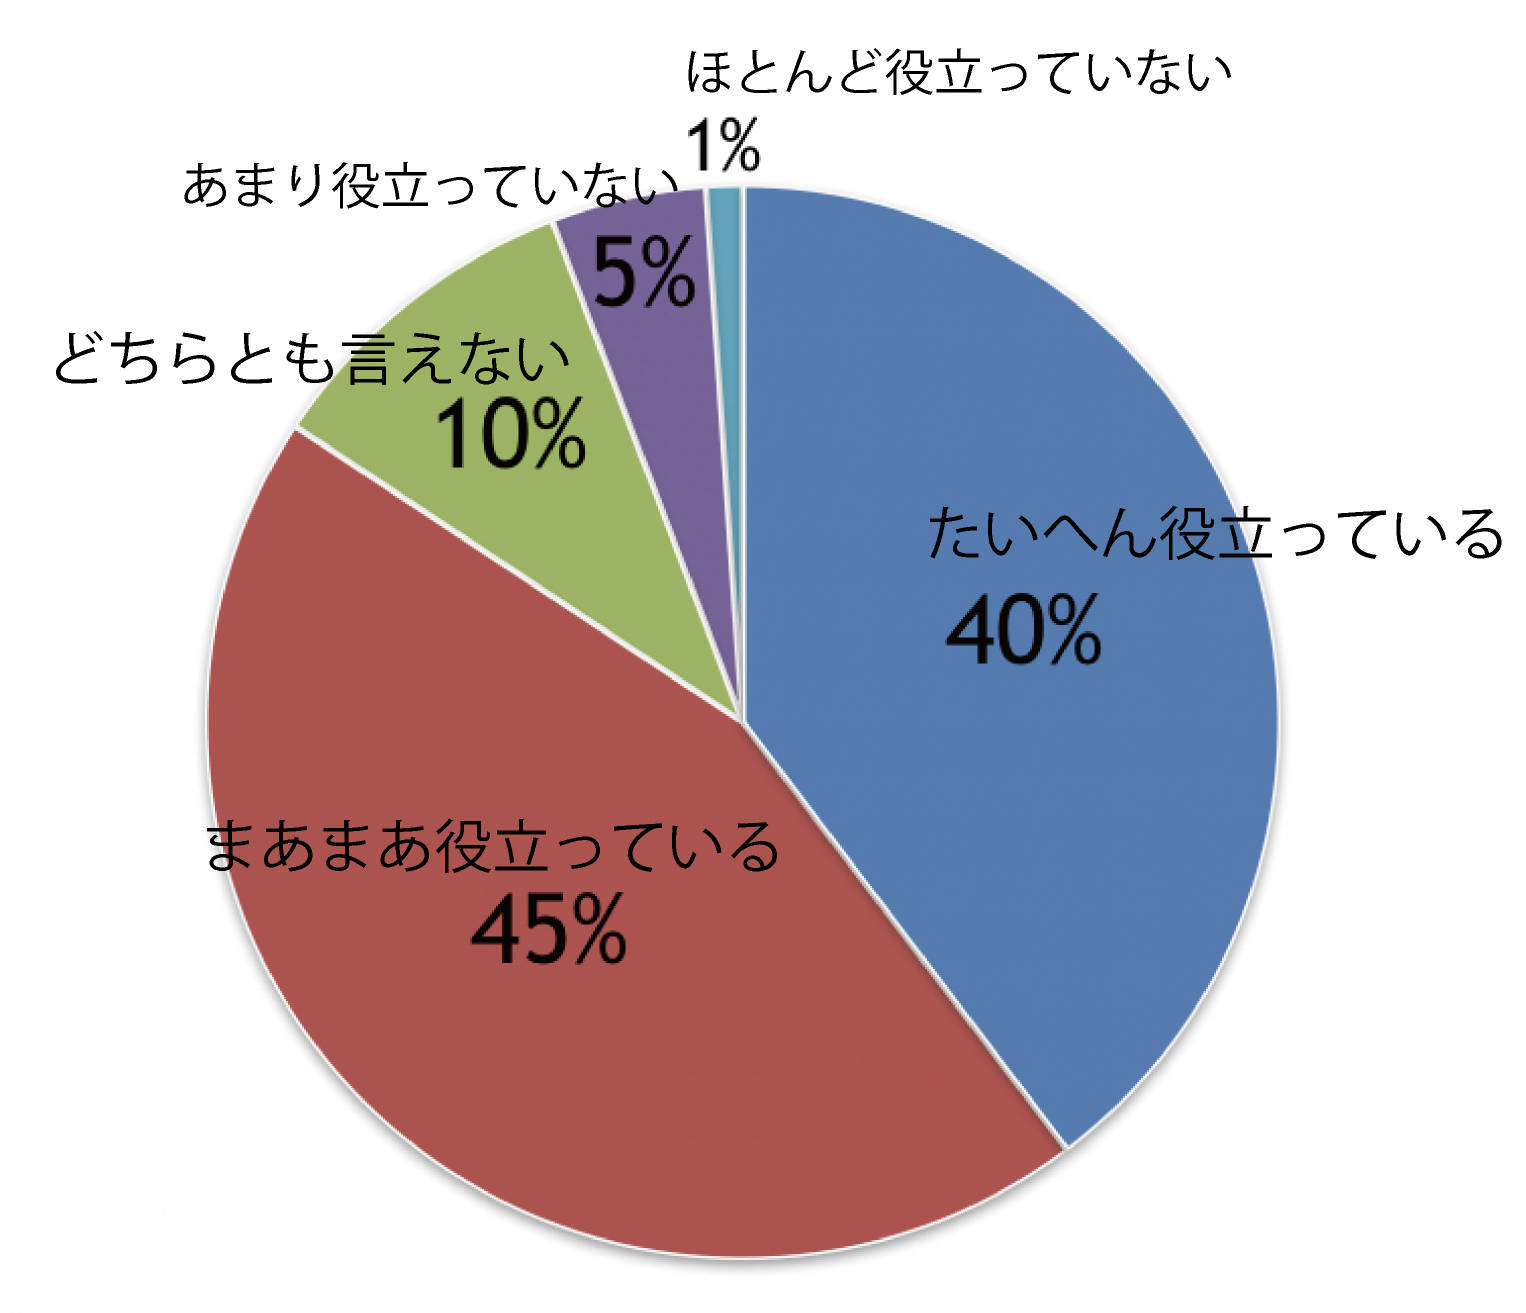 ほとんど役立っていない
1%
あまり役立っていない
5%
どちらとも言えない
10%
たいへん役立っている
40%
まあまあ役立っている
45%